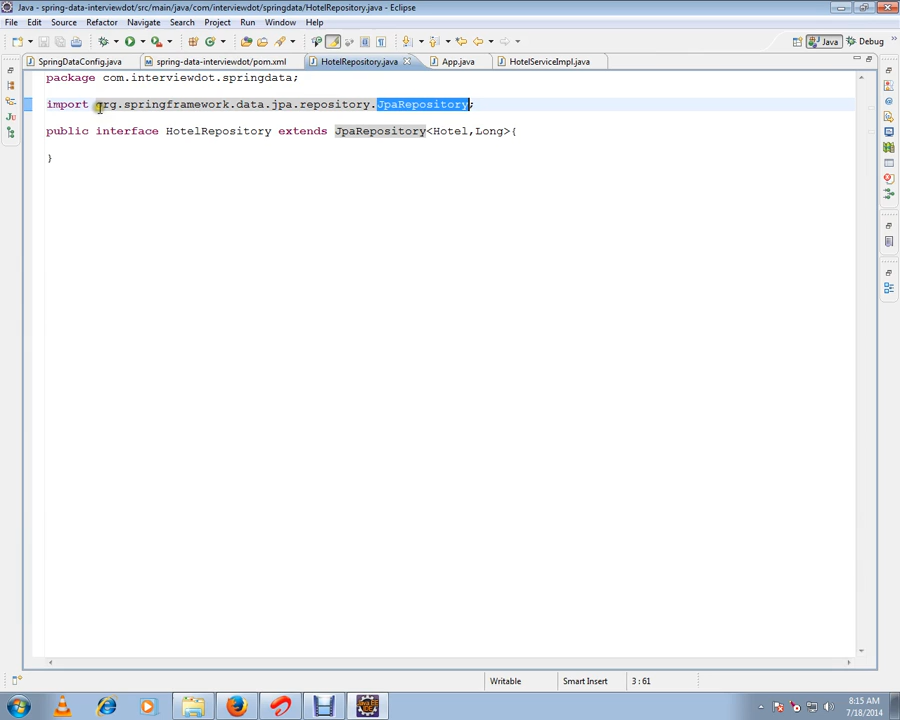 Java - spring-data-interviewdot/src/main/java/com/interviewdot/springdata/HotelRepository.java - Eclipse
File Edit Source Refactor Navigate Search Project Run Window Help
Java Debug
SpringDataConfig.java spring-data-interviewdot/pom.xml HotelRepository.java App.java HotelServiceImpl.java
package com.interviewdot.springdata;
import org.springframework.data.jpa.repository.JpaRepository;
public interface HotelRepository extends JpaRepository<Hotel,Long>{
}
Writable Smart Insert 3 : 61
8:15 AM
7/18/2014